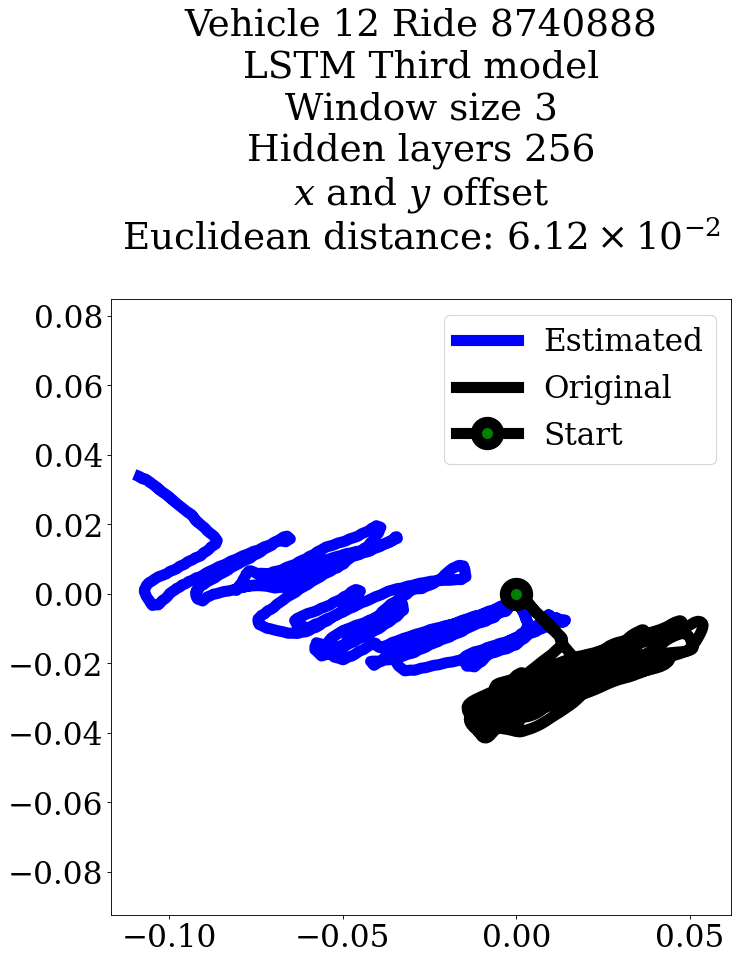 Vehicle 12 Ride 8740888
LSTM Third model
Window size 3
Hidden layers 256
x and y offset
Euclidean distance: 6.12 × 10⁻²
Estimated
Original
Start
0.08
0.06
0.04
0.02
0.00
−0.02
−0.04
−0.06
−0.08
−0.10 −0.05 0.00 0.05